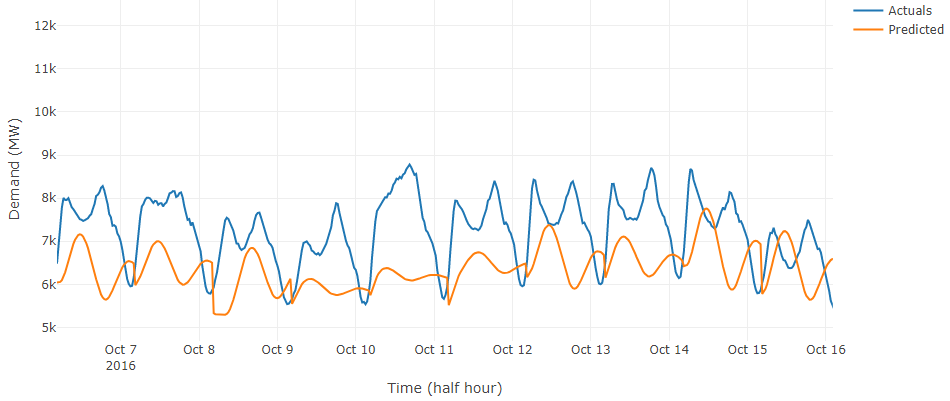 Actuals
Predicted
12k
11k
10k
9k
8k
7k
6k
5k
Demand (MW)
Oct 7
2016
Oct 8
Oct 9
Oct 10
Oct 11
Oct 12
Oct 13
Oct 14
Oct 15
Oct 16
Time (half hour)